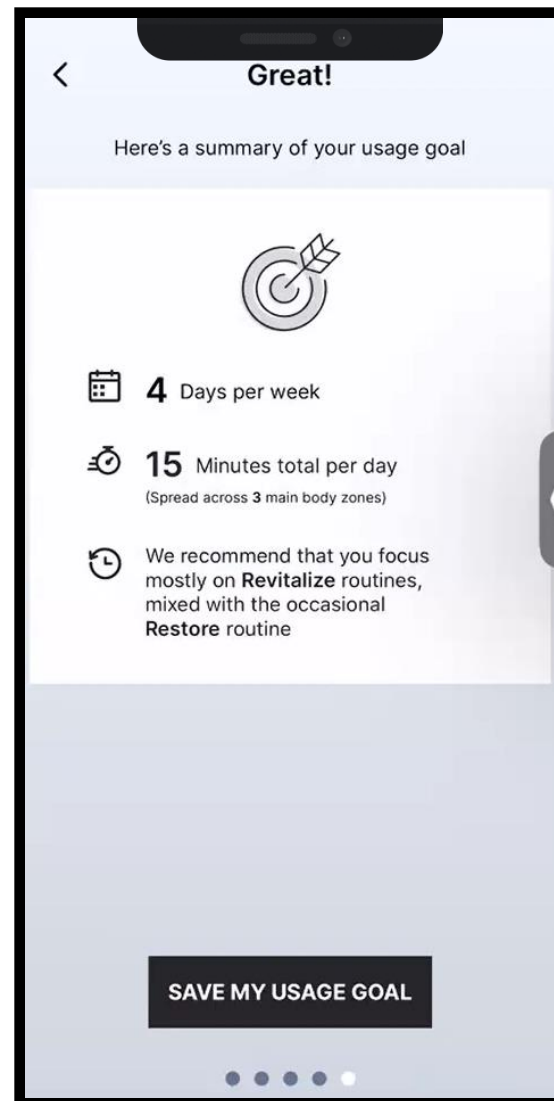 Great!
Here's a summary of your usage goal
4 Days per week
15 Minutes total per day
(Spread across 3 main body zones)
We recommend that you focus
mostly on Revitalize routines,
mixed with the occasional
Restore routine
SAVE MY USAGE GOAL